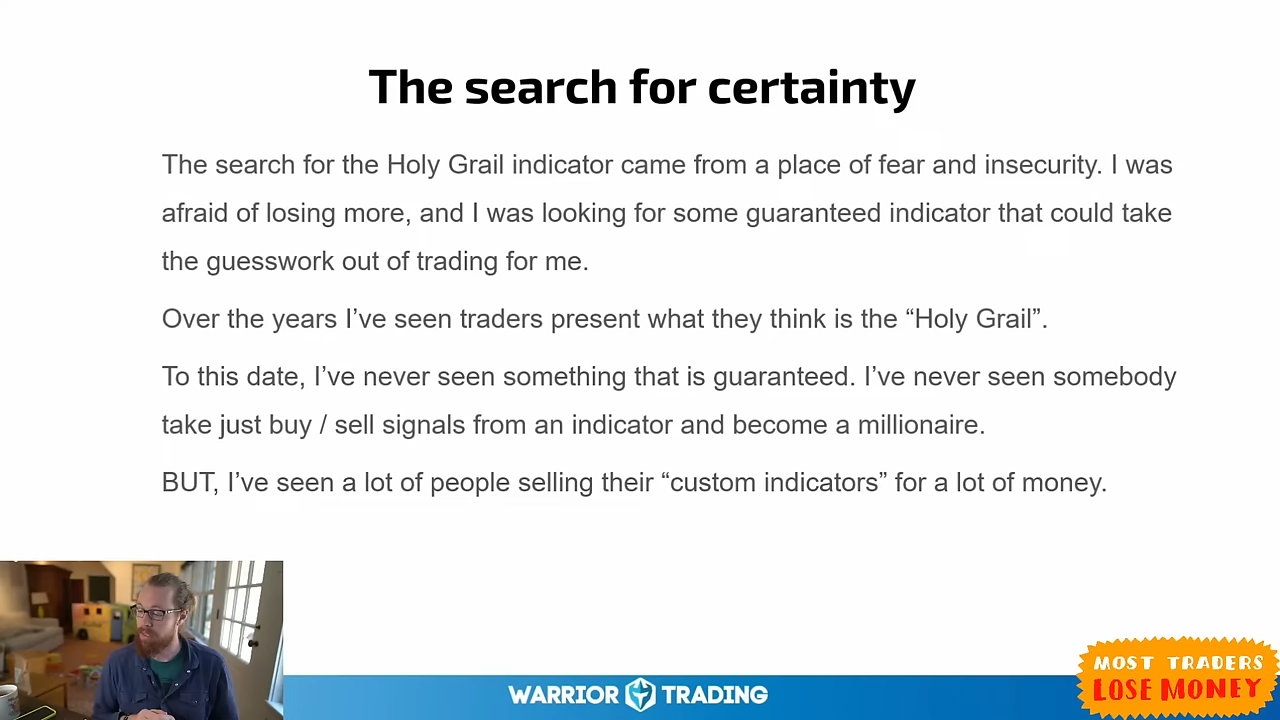 The search for certainty
The search for the Holy Grail indicator came from a place of fear and insecurity. I was
afraid of losing more, and I was looking for some guaranteed indicator that could take
the guesswork out of trading for me.
Over the years I’ve seen traders present what they think is the “Holy Grail”.
To this date, I’ve never seen something that is guaranteed. I’ve never seen somebody
take just buy / sell signals from an indicator and become a millionaire.
BUT, I’ve seen a lot of people selling their “custom indicators” for a lot of money.
WARRIOR TRADING
MOST TRADERS
LOSE MONEY